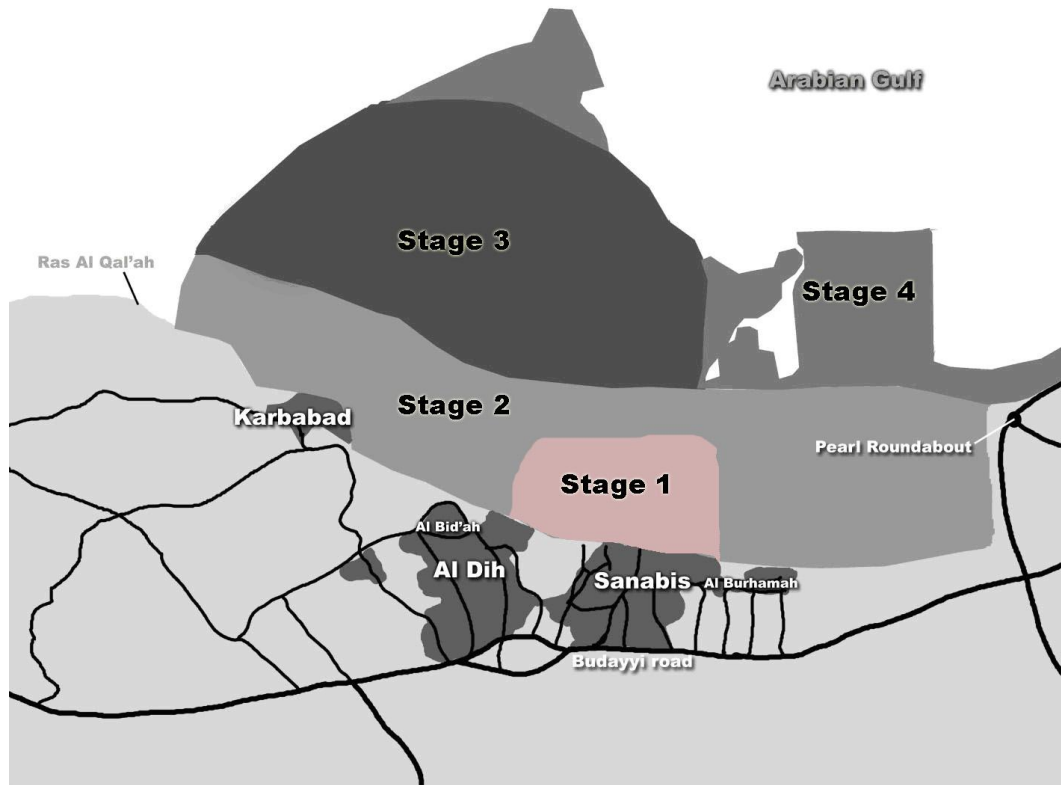 Arabian Gulf
Stage 3
Ras Al Qal'ah
Stage 4
Stage 2
Karbabad
Pearl Roundabout
Stage 1
Al Bid'ah
Al Dih
Sanabis
Al Burhamah
Budayyi road